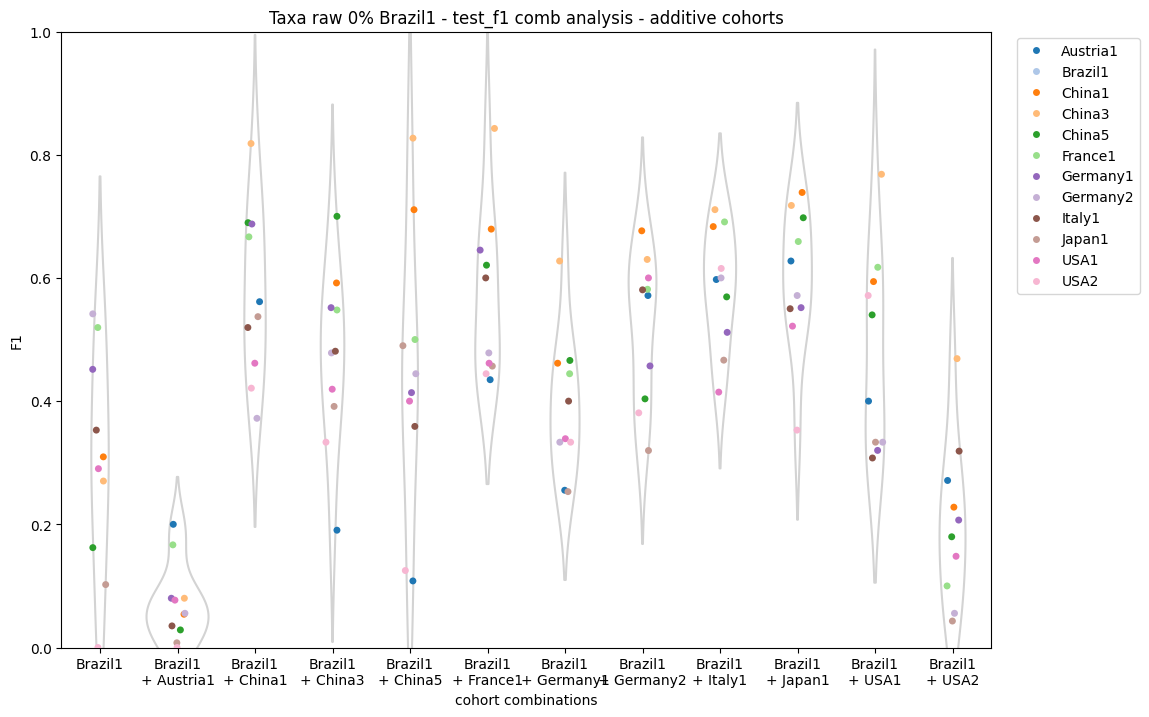 Taxa raw 0% Brazil1 - test_f1 comb analysis - additive cohorts
1.0
0.8
0.6
0.4
0.2
0.0
F1
Brazil1
Brazil1
+ Austria1
Brazil1
+ China1
Brazil1
+ China3
Brazil1
+ China5
Brazil1
+ France1
Brazil1
+ Germany1
Brazil1
+ Germany2
Brazil1
+ Italy1
Brazil1
+ Japan1
Brazil1
+ USA1
Brazil1
+ USA2
cohort combinations
Austria1
Brazil1
China1
China3
China5
France1
Germany1
Germany2
Italy1
Japan1
USA1
USA2